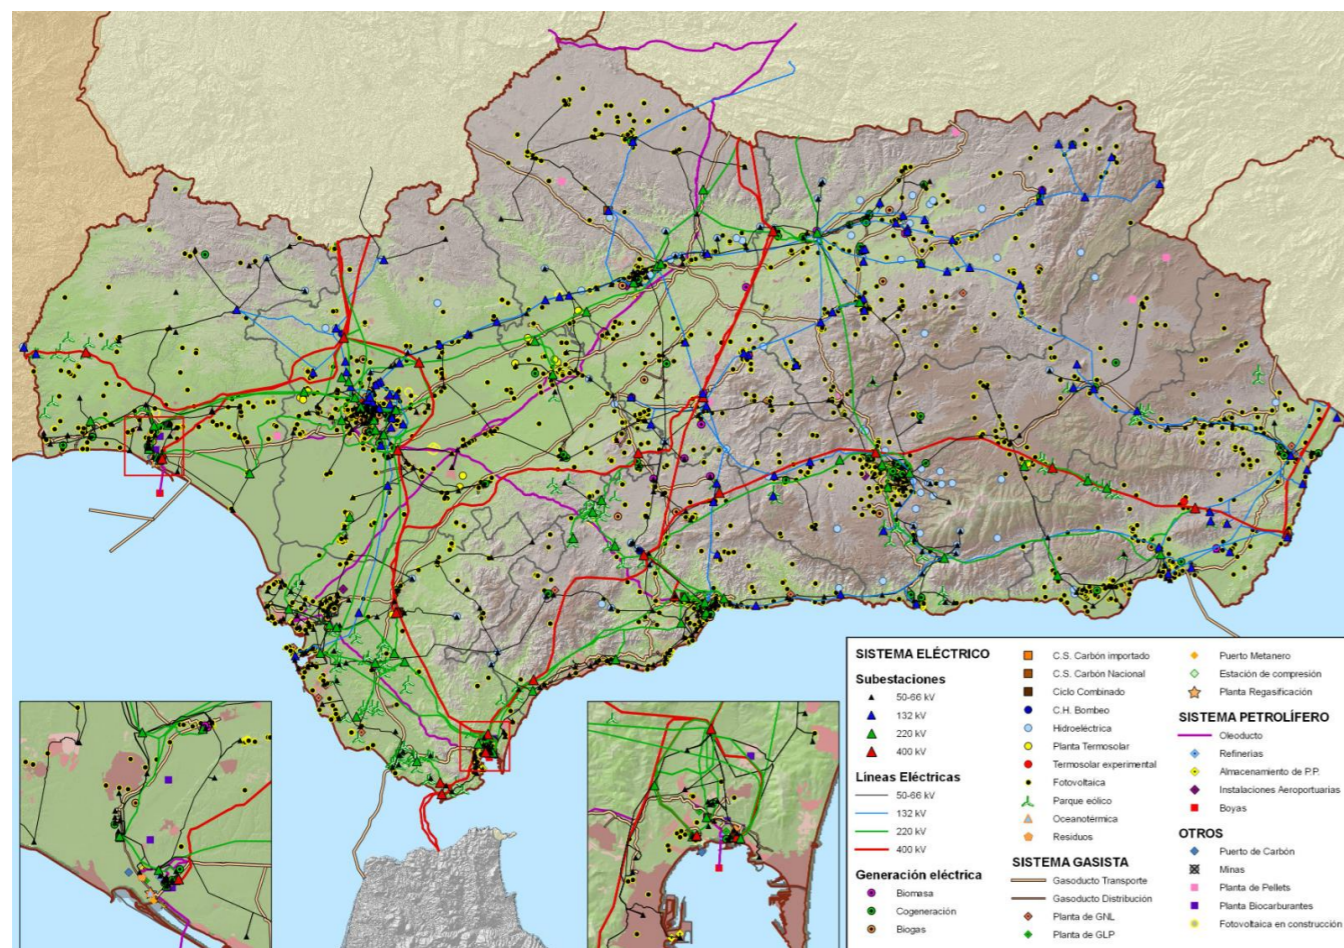 SISTEMA ELÉCTRICO
Subestaciones
50-66 kV
132 kV
220 kV
400 kV
Líneas Eléctricas
50-66 kV
132 kV
220 kV
400 kV
Generación eléctrica
Biomasa
Cogeneración
Biogas
C.S. Carbón importado
C.S. Carbón Nacional
Ciclo Combinado
C.H. Bombeo
Hidroeléctrica
Planta Termosolar
Termosolar experimental
Fotovoltaica
Parque eólico
Oceanotérmica
Residuos
SISTEMA GASISTA
Gasoducto Transporte
Gasoducto Distribución
Planta de GNL
Planta de GLP
Puerto Metanero
Estación de compresión
Planta Regasificación
SISTEMA PETROLÍFERO
Oleoducto
Refinerias
Almacenamiento de P.P.
Instalaciones Aeroportuarias
Boyas
OTROS
Puerto de Carbón
Minas
Planta de Pellets
Planta Biocarburantes
Fotovoltaica en construcción